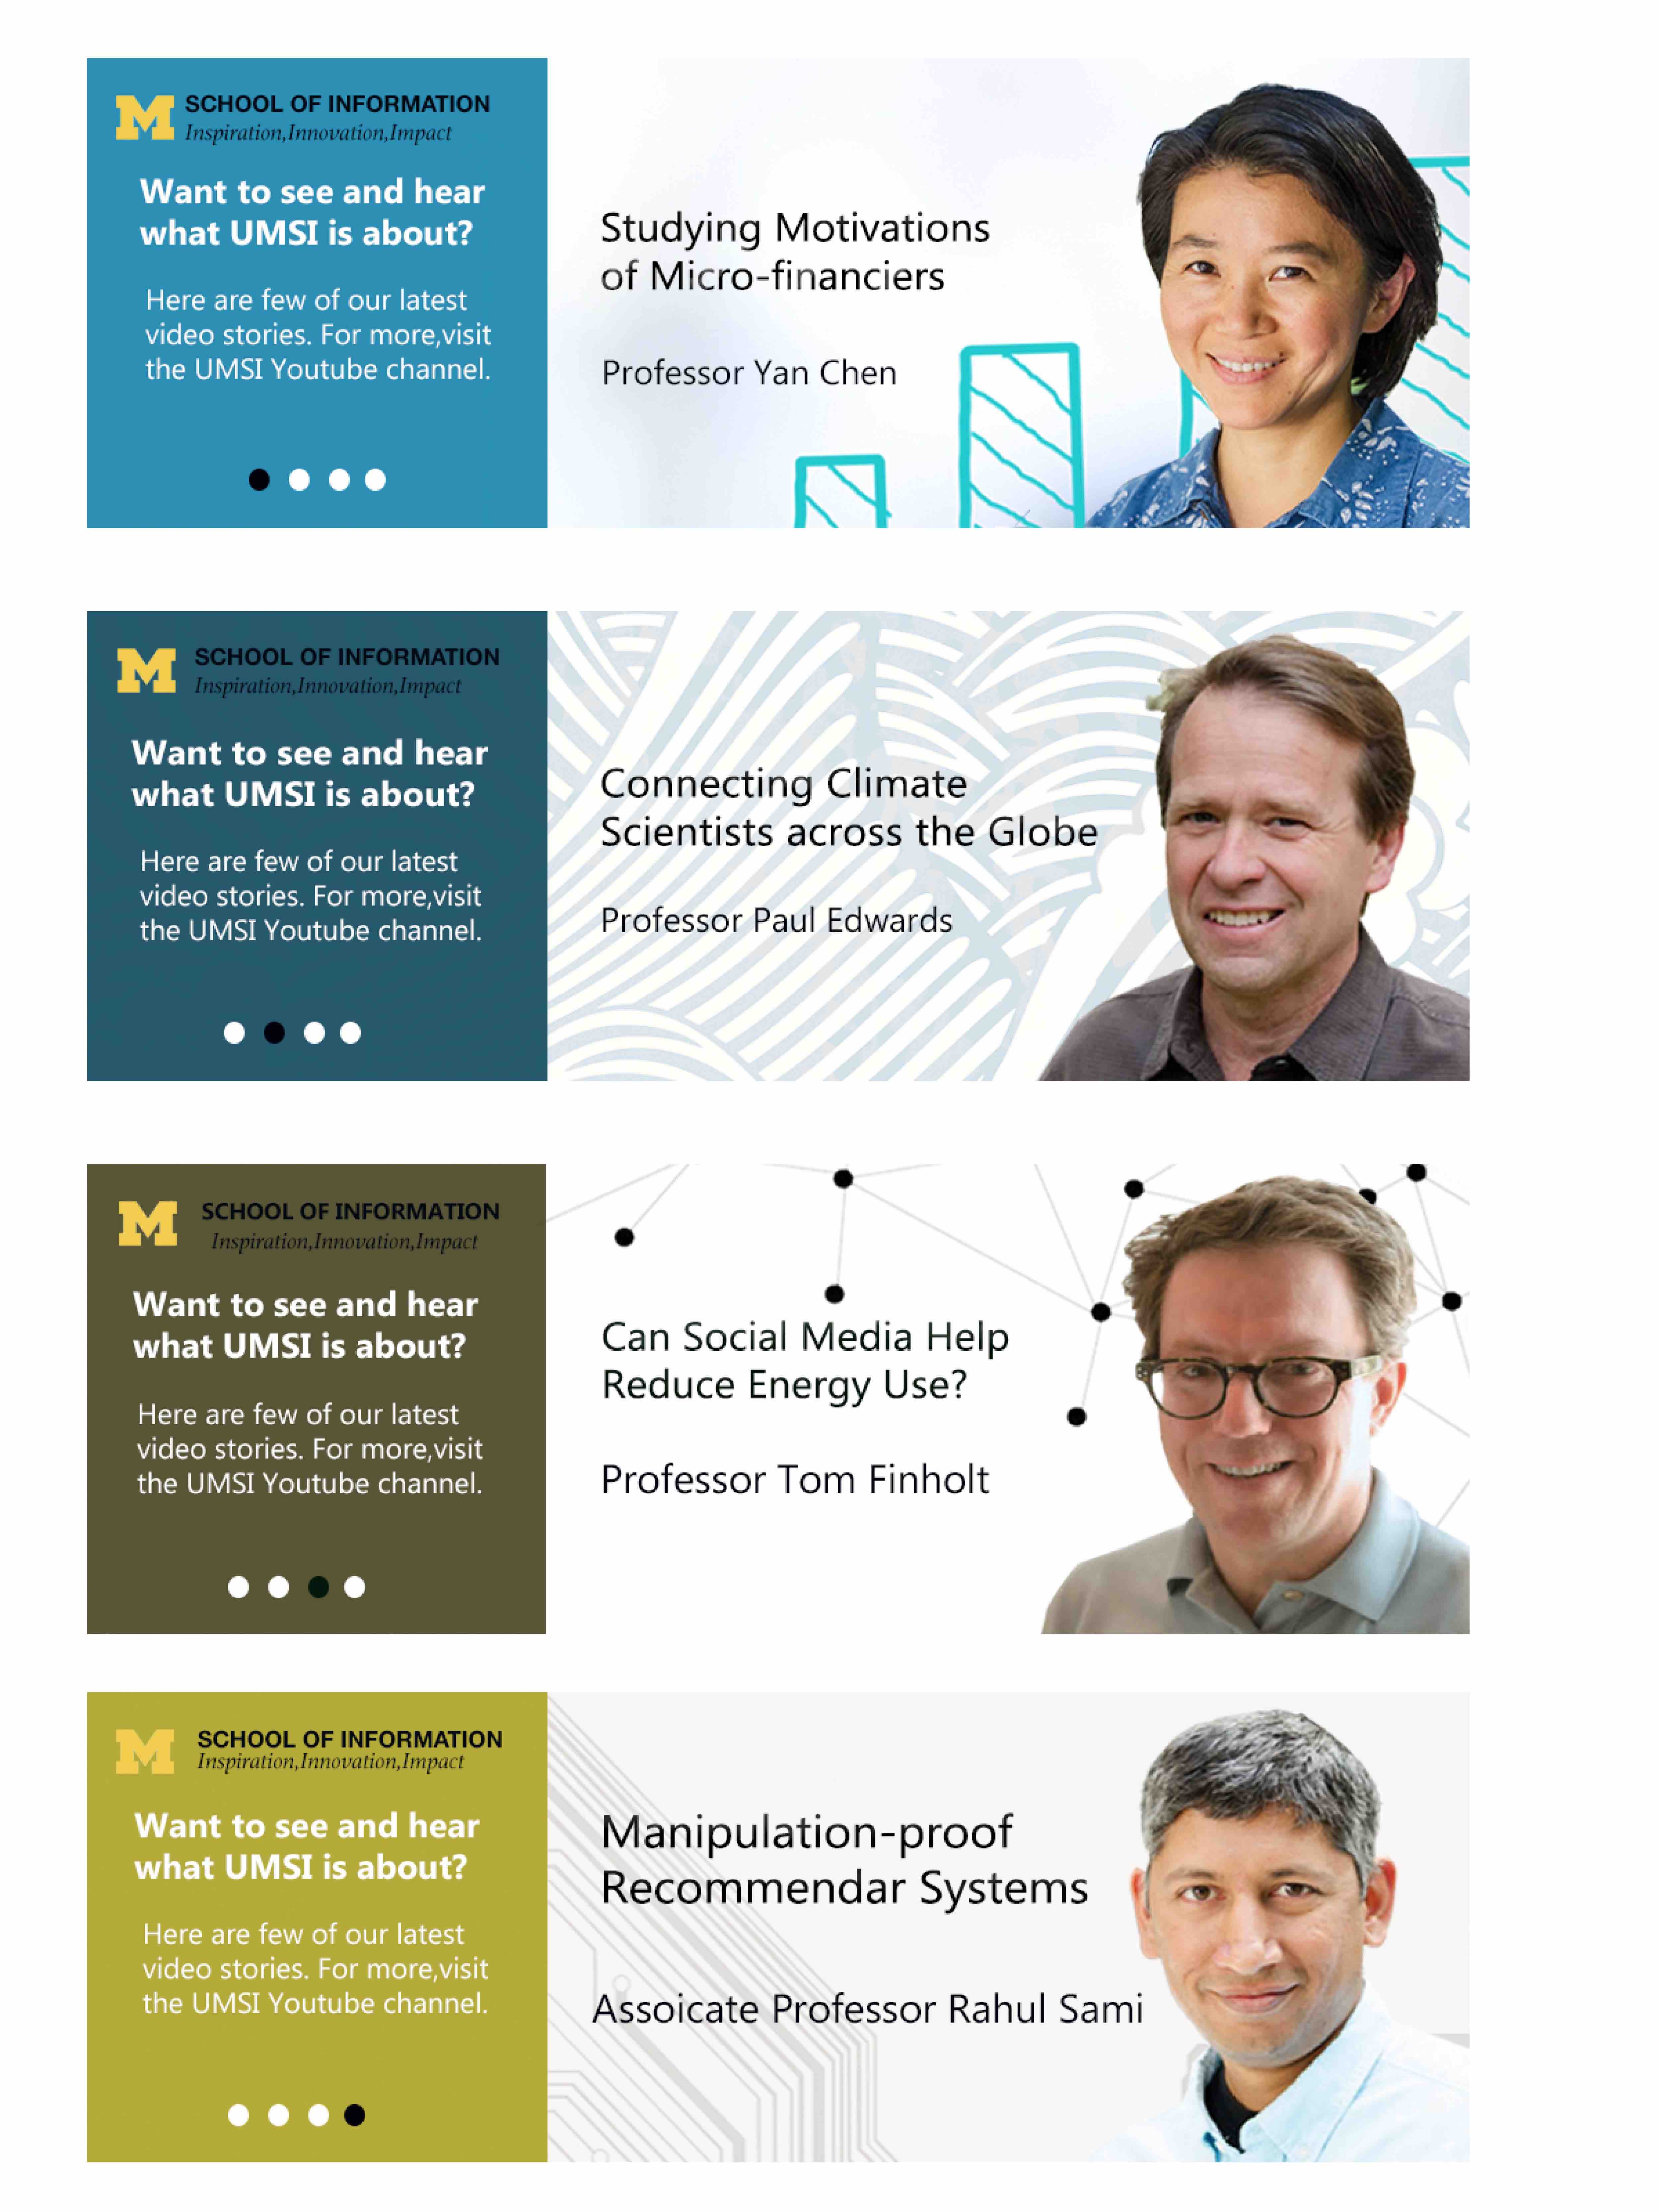 M SCHOOL OF INFORMATION
Inspiration,Innovation,Impact
Want to see and hear
what UMSI is about?
Here are few of our latest
video stories. For more,visit
the UMSI Youtube channel.
Studying Motivations
of Micro-financiers
Professor Yan Chen
M SCHOOL OF INFORMATION
Inspiration,Innovation,Impact
Want to see and hear
what UMSI is about?
Here are few of our latest
video stories. For more,visit
the UMSI Youtube channel.
Connecting Climate
Scientists across the Globe
Professor Paul Edwards
M SCHOOL OF INFORMATION
Inspiration,Innovation,Impact
Want to see and hear
what UMSI is about?
Here are few of our latest
video stories. For more,visit
the UMSI Youtube channel.
Can Social Media Help
Reduce Energy Use?
Professor Tom Finholt
M SCHOOL OF INFORMATION
Inspiration,Innovation,Impact
Want to see and hear
what UMSI is about?
Here are few of our latest
video stories. For more,visit
the UMSI Youtube channel.
Manipulation-proof
Recommendar Systems
Assoicate Professor Rahul Sami